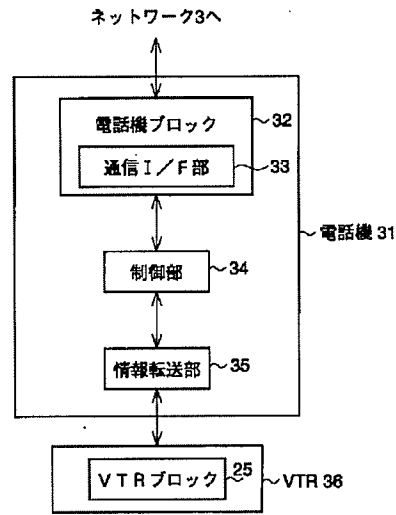 ネットワーク3へ
電話機ブロック
32
通信I/F部
33
電話機 31
制御部
34
情報転送部
35
VTRブロック
25
VTR 36